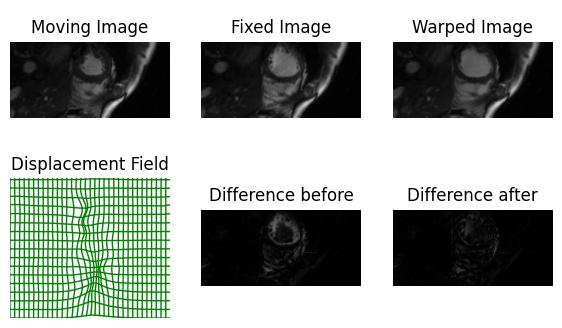 Moving Image
Fixed Image
Warped Image
Displacement Field
Difference before
Difference after